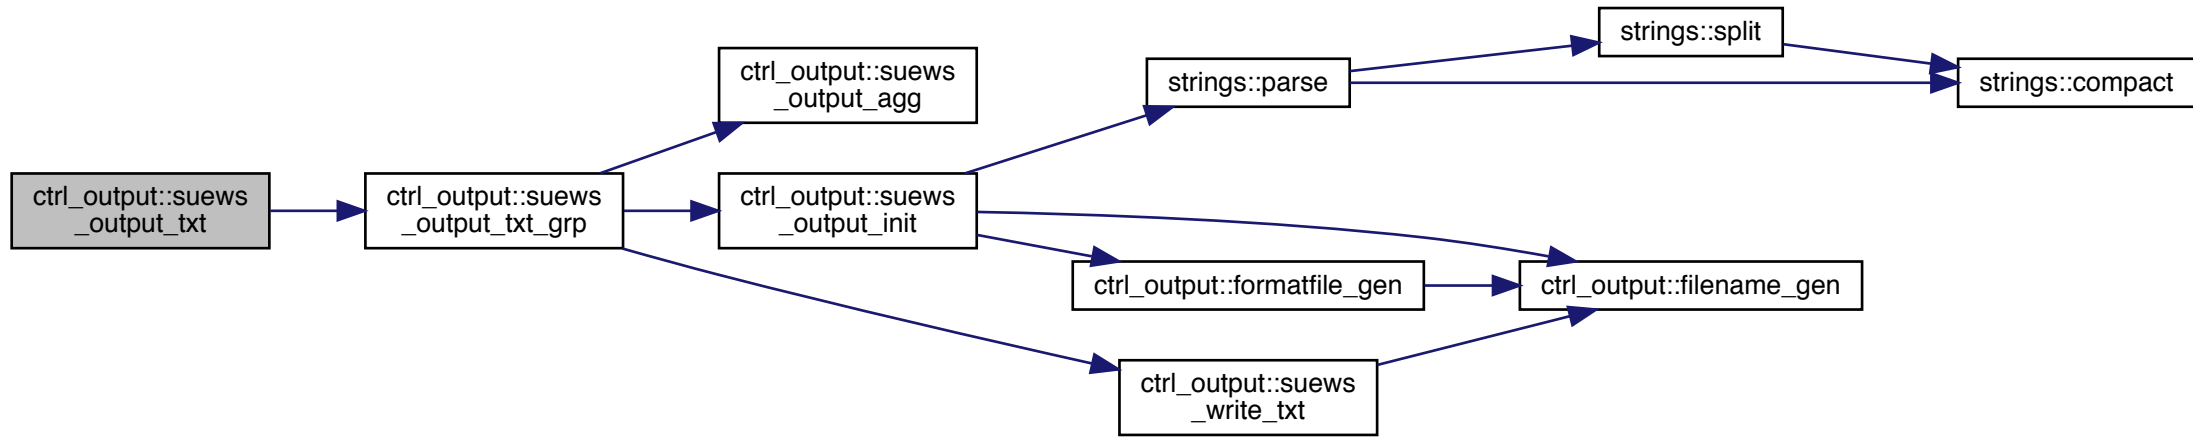 ctrl_output::suews
_output_txt
ctrl_output::suews
_output_txt_grp
ctrl_output::suews
_output_agg
ctrl_output::suews
_output_init
strings::parse
strings::split
strings::compact
ctrl_output::formatfile_gen
ctrl_output::filename_gen
ctrl_output::suews
_write_txt